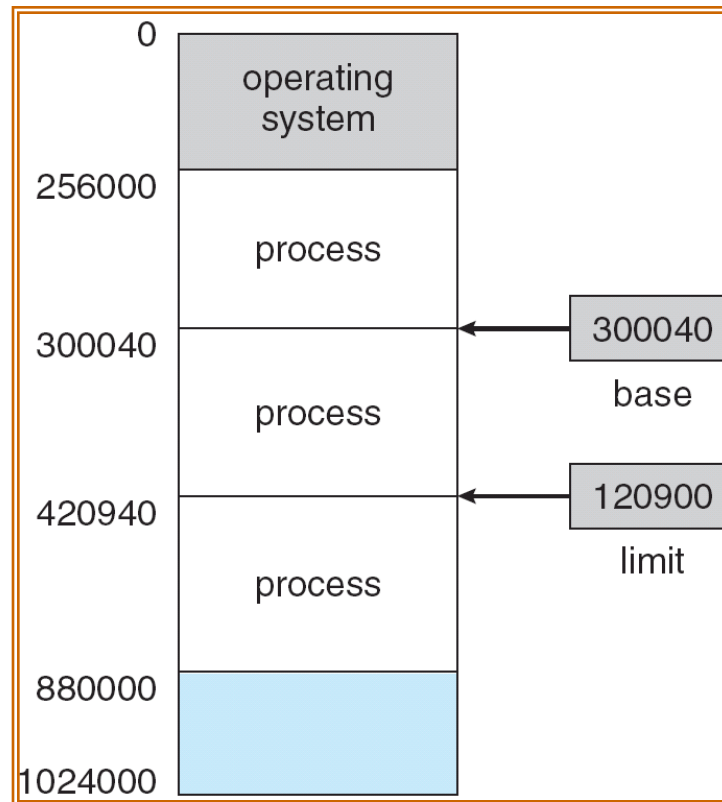 0
operating
system
256000
process
300040
300040
base
process
420940
120900
limit
process
880000
1024000